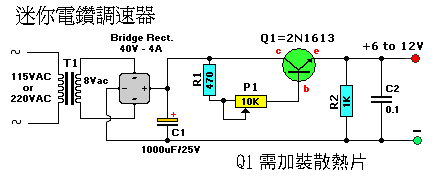 迷你電鑽調速器
Bridge Rect.
40V - 4A
Q1=2N1613
+6 to 12V
~
~
115VAC
or
220VAC
T1
8Vac
R1
470
P1
10K
c
e
b
R2
1K
C2
0.1
+
C1
1000uF/25V
-
Q1 需加裝散熱片